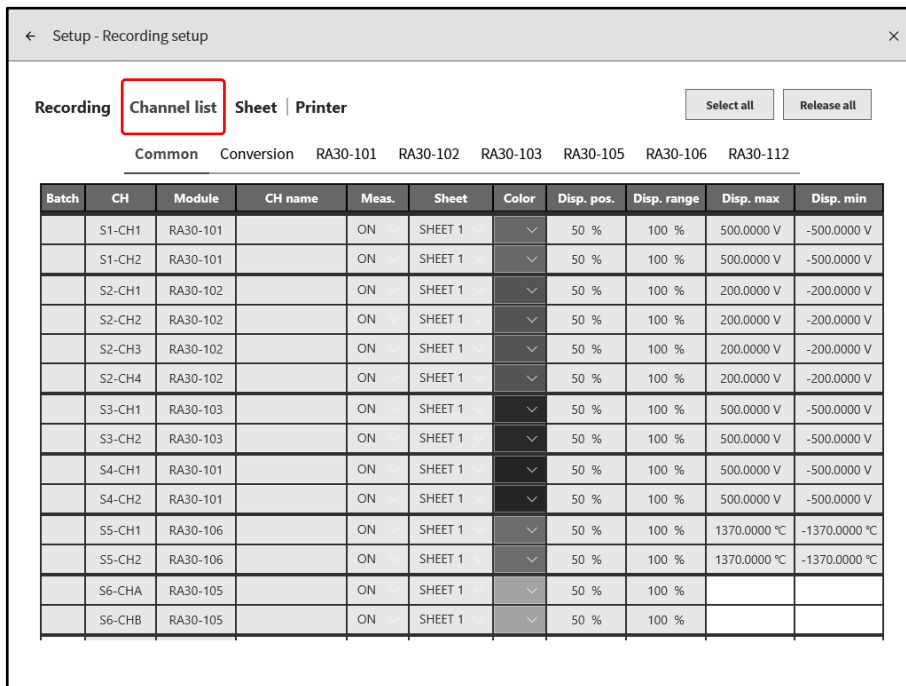 ← Setup - Recording setup ×
Recording Channel list Sheet | Printer Select all Release all
Common Conversion RA30-101 RA30-102 RA30-103 RA30-105 RA30-106 RA30-112
Batch CH Module CH name Meas. Sheet Color Disp. pos. Disp. range Disp. max Disp. min
S1-CH1 RA30-101 ON SHEET 1 50 % 100 % 500.0000 V -500.0000 V
S1-CH2 RA30-101 ON SHEET 1 50 % 100 % 500.0000 V -500.0000 V
S2-CH1 RA30-102 ON SHEET 1 50 % 100 % 200.0000 V -200.0000 V
S2-CH2 RA30-102 ON SHEET 1 50 % 100 % 200.0000 V -200.0000 V
S2-CH3 RA30-102 ON SHEET 1 50 % 100 % 200.0000 V -200.0000 V
S2-CH4 RA30-102 ON SHEET 1 50 % 100 % 200.0000 V -200.0000 V
S3-CH1 RA30-103 ON SHEET 1 50 % 100 % 500.0000 V -500.0000 V
S3-CH2 RA30-103 ON SHEET 1 50 % 100 % 500.0000 V -500.0000 V
S4-CH1 RA30-101 ON SHEET 1 50 % 100 % 500.0000 V -500.0000 V
S4-CH2 RA30-101 ON SHEET 1 50 % 100 % 500.0000 V -500.0000 V
S5-CH1 RA30-106 ON SHEET 1 50 % 100 % 1370.0000 ℃ -1370.0000 ℃
S5-CH2 RA30-106 ON SHEET 1 50 % 100 % 1370.0000 ℃ -1370.0000 ℃
S6-CHA RA30-105 ON SHEET 1 50 % 100 %
S6-CHB RA30-105 ON SHEET 1 50 % 100 %